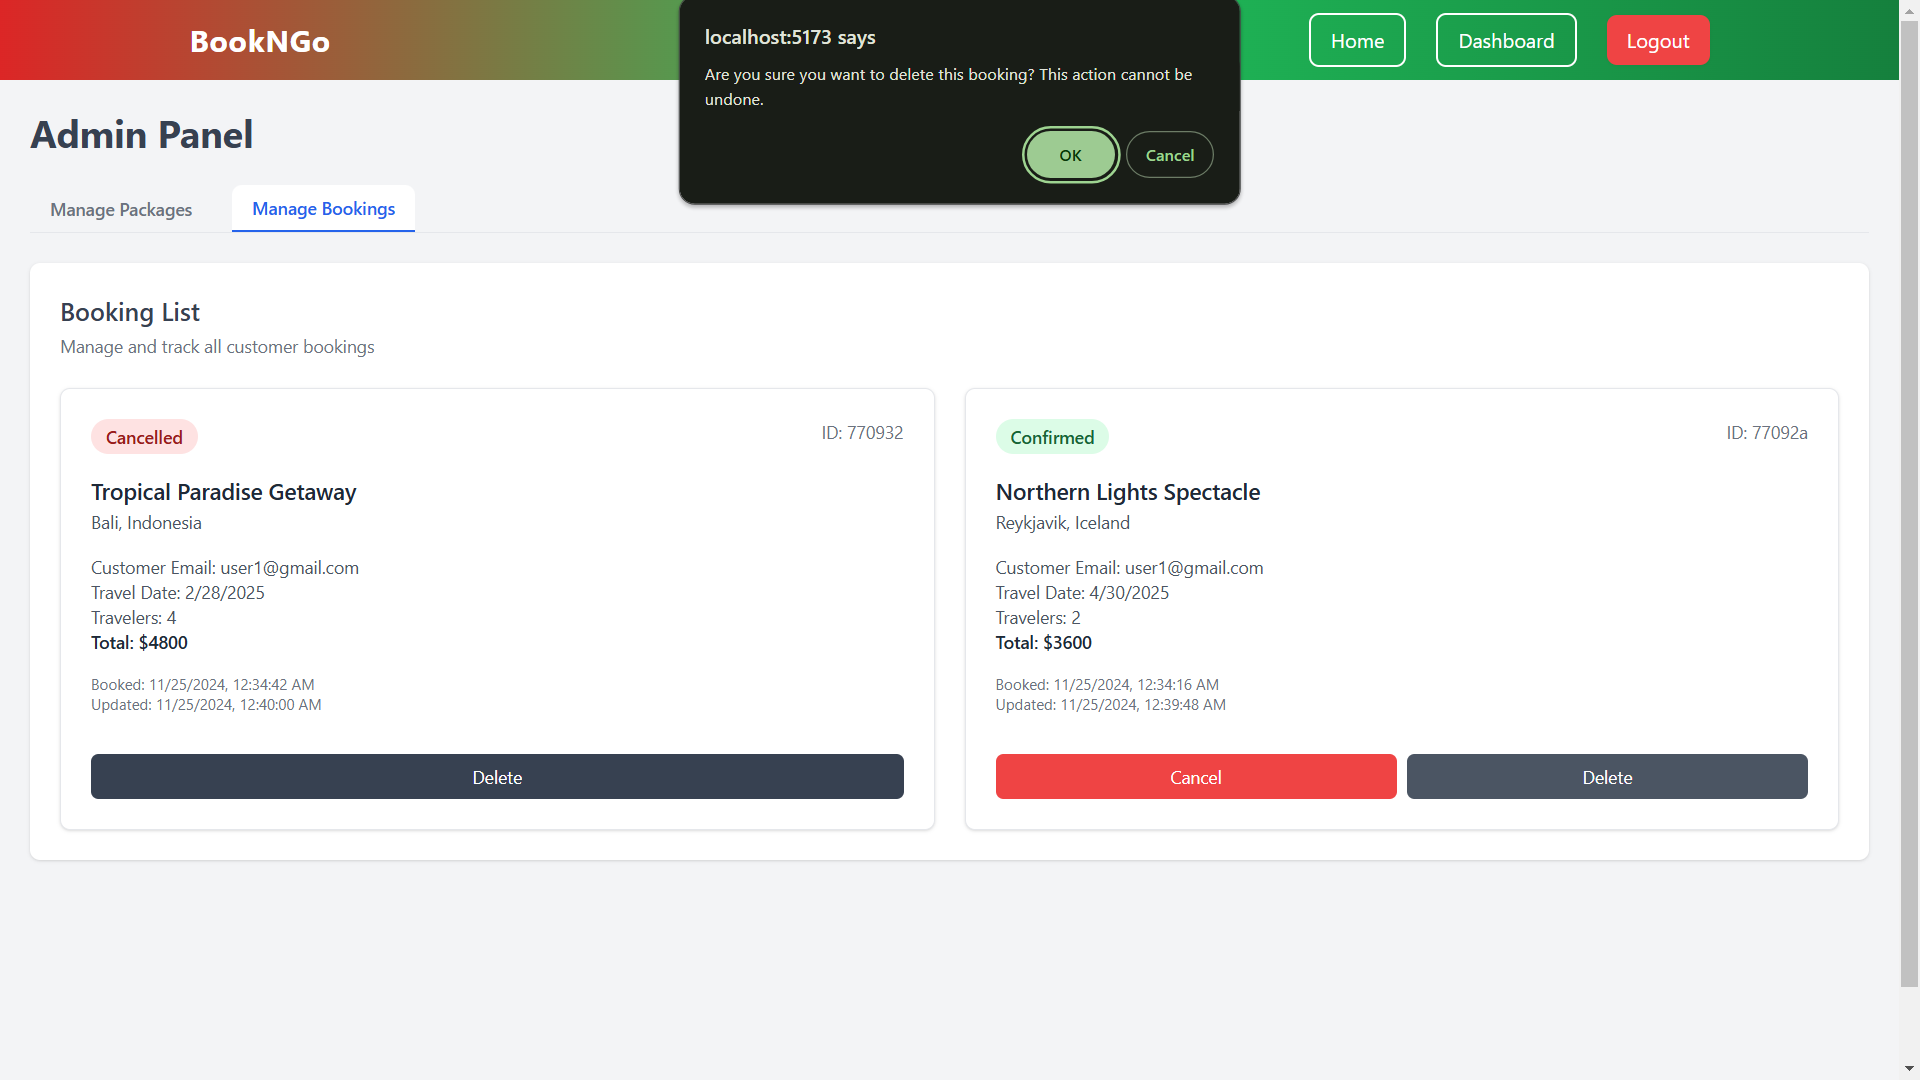 BookNGo
Home
Dashboard
Logout
localhost:5173 says
Are you sure you want to delete this booking? This action cannot be
undone.
OK
Cancel
Admin Panel
Manage Packages
Manage Bookings
Booking List
Manage and track all customer bookings
Cancelled
ID: 770932
Tropical Paradise Getaway
Bali, Indonesia
Customer Email: user1@gmail.com
Travel Date: 2/28/2025
Travelers: 4
Total: $4800
Booked: 11/25/2024, 12:34:42 AM
Updated: 11/25/2024, 12:40:00 AM
Delete
Confirmed
ID: 77092a
Northern Lights Spectacle
Reykjavik, Iceland
Customer Email: user1@gmail.com
Travel Date: 4/30/2025
Travelers: 2
Total: $3600
Booked: 11/25/2024, 12:34:16 AM
Updated: 11/25/2024, 12:39:48 AM
Cancel
Delete